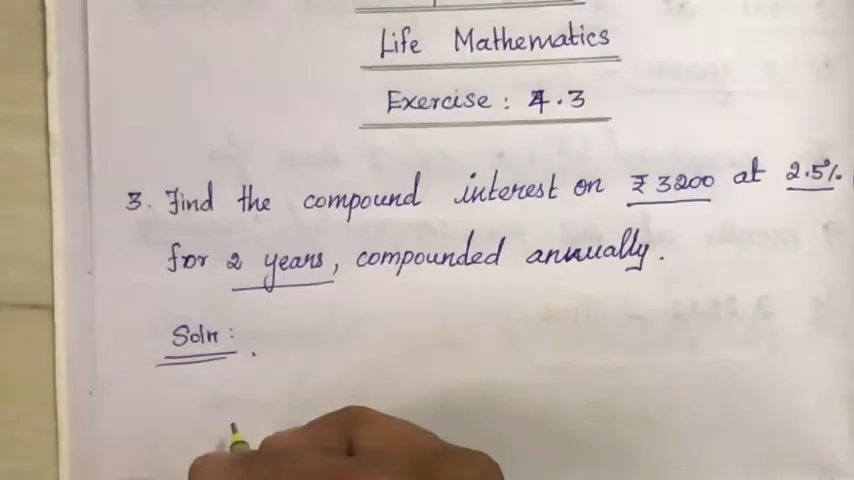 Life Mathematics
Exercise : 4.3
3. Find the compound interest on ₹ 3200 at 2.5%
for 2 years, compounded annually.
Soln :